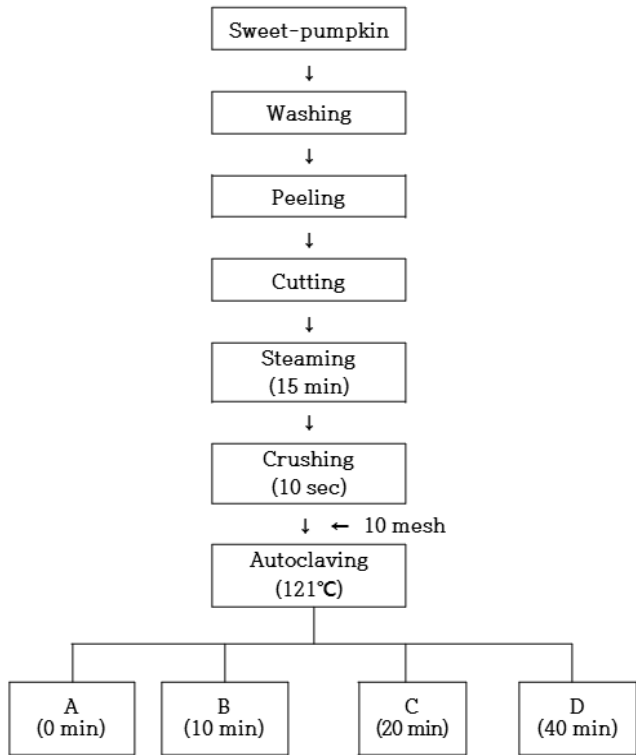 Sweet-pumpkin
↓
Washing
↓
Peeling
↓
Cutting
↓
Steaming
(15 min)
↓
Crushing
(10 sec)
↓ ← 10 mesh
Autoclaving
(121℃)
A B C D
(0 min) (10 min) (20 min) (40 min)